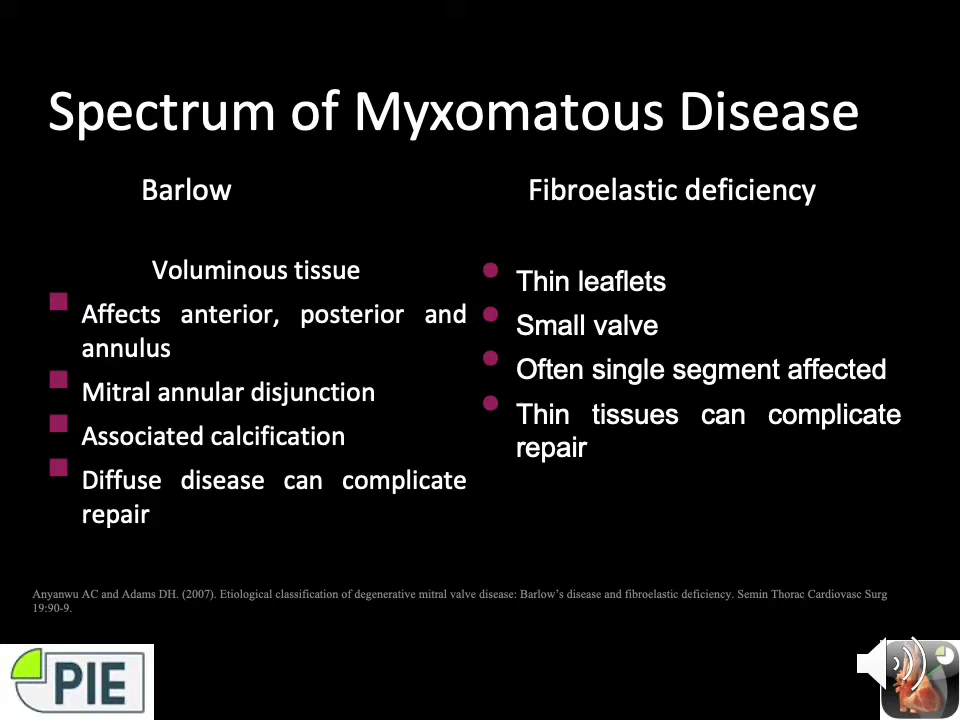 Spectrum of Myxomatous Disease
Barlow
Voluminous tissue
Affects anterior, posterior and
annulus
Mitral annular disjunction
Associated calcification
Diffuse disease can complicate
repair
Fibroelastic deficiency
Thin leaflets
Small valve
Often single segment affected
Thin tissues can complicate
repair
Anyanwu AC and Adams DH. (2007). Etiological classification of degenerative mitral valve disease: Barlow’s disease and fibroelastic deficiency. Semin Thorac Cardiovasc Surg
19:90-9.
PIE